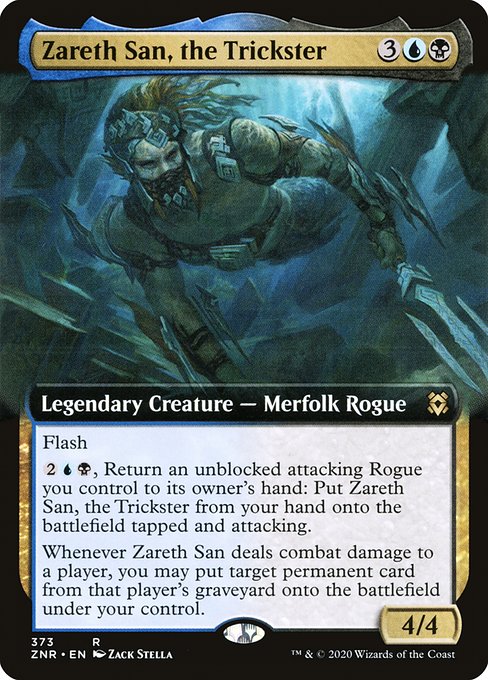 Zareth San, the Trickster 3
Legendary Creature — Merfolk Rogue
Flash
2, Return an unblocked attacking Rogue
you control to its owner's hand: Put Zareth
San, the Trickster from your hand onto the
battlefield tapped and attacking.
Whenever Zareth San deals combat damage to
a player, you may put target permanent card
from that player's graveyard onto the battlefield
under your control.
4/4
373 R
ZNR • EN Zack Stella
™ & © 2020 Wizards of the Coast